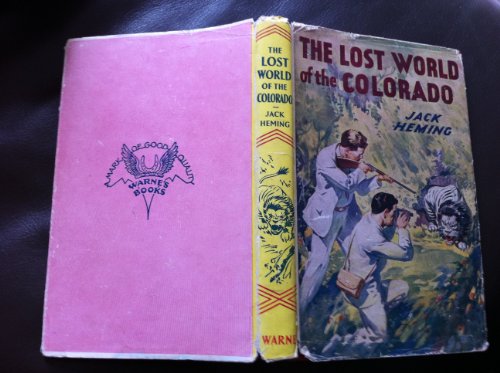 MARK OF GOOD QUALITY
WARNE'S
BOOKS
THE
LOST
WORLD
OF THE
COLORADO
JACK
HEMING
WARNE
THE LOST WORLD
of the COLORADO
JACK
HEMING